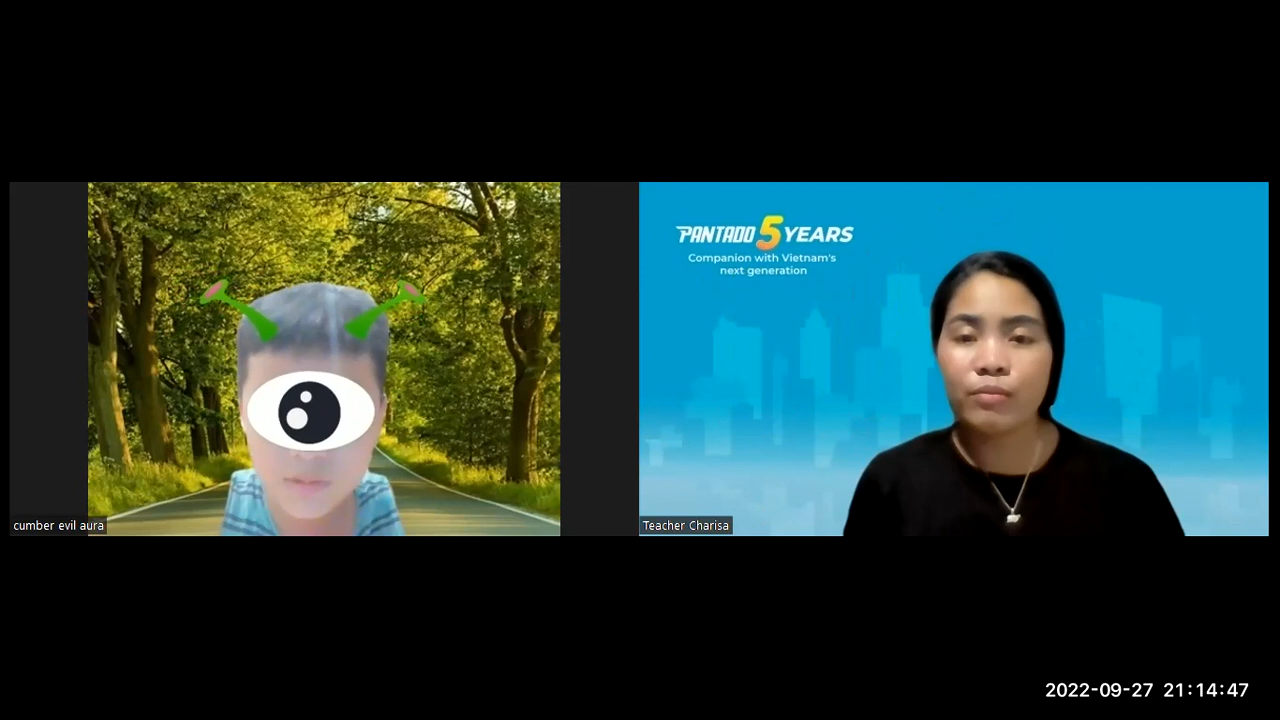 PANTADO 5 YEARS
Companion with Vietnam's
next generation
cumber evil aura
Teacher Charisa
2022-09-27 21:14:47